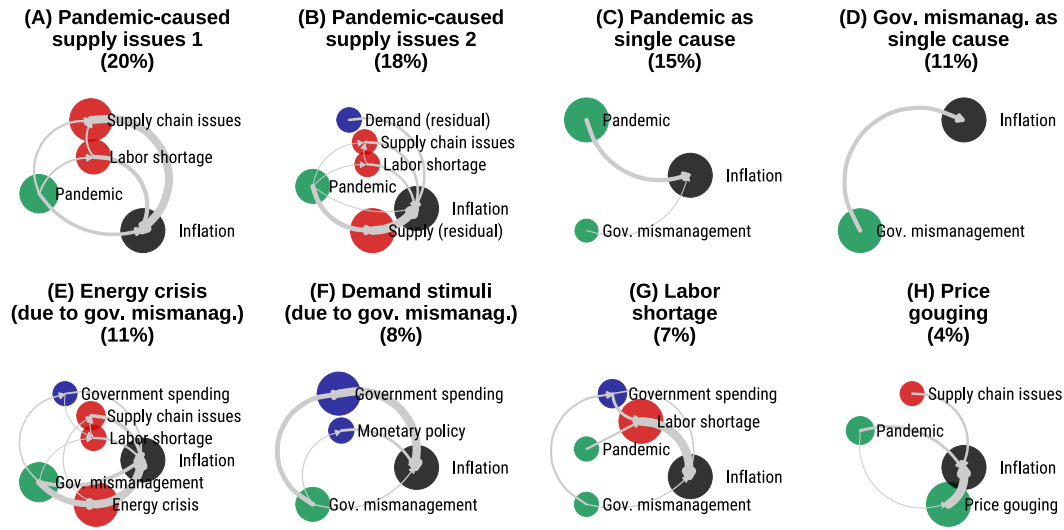 (A) Pandemic-caused
supply issues 1
(20%)
Supply chain issues
Labor shortage
Pandemic
Inflation
(B) Pandemic-caused
supply issues 2
(18%)
Demand (residual)
Supply chain issues
Labor shortage
Pandemic
Inflation
Supply (residual)
(C) Pandemic as
single cause
(15%)
Pandemic
Inflation
Gov. mismanagement
(D) Gov. mismanag. as
single cause
(11%)
Inflation
Gov. mismanagement
(E) Energy crisis
(due to gov. mismanag.)
(11%)
Government spending
Supply chain issues
Labor shortage
Inflation
Gov. mismanagement
Energy crisis
(F) Demand stimuli
(due to gov. mismanag.)
(8%)
Government spending
Monetary policy
Inflation
Gov. mismanagement
(G) Labor
shortage
(7%)
Government spending
Labor shortage
Pandemic
Inflation
Gov. mismanagement
(H) Price
gouging
(4%)
Supply chain issues
Pandemic
Inflation
Price gouging